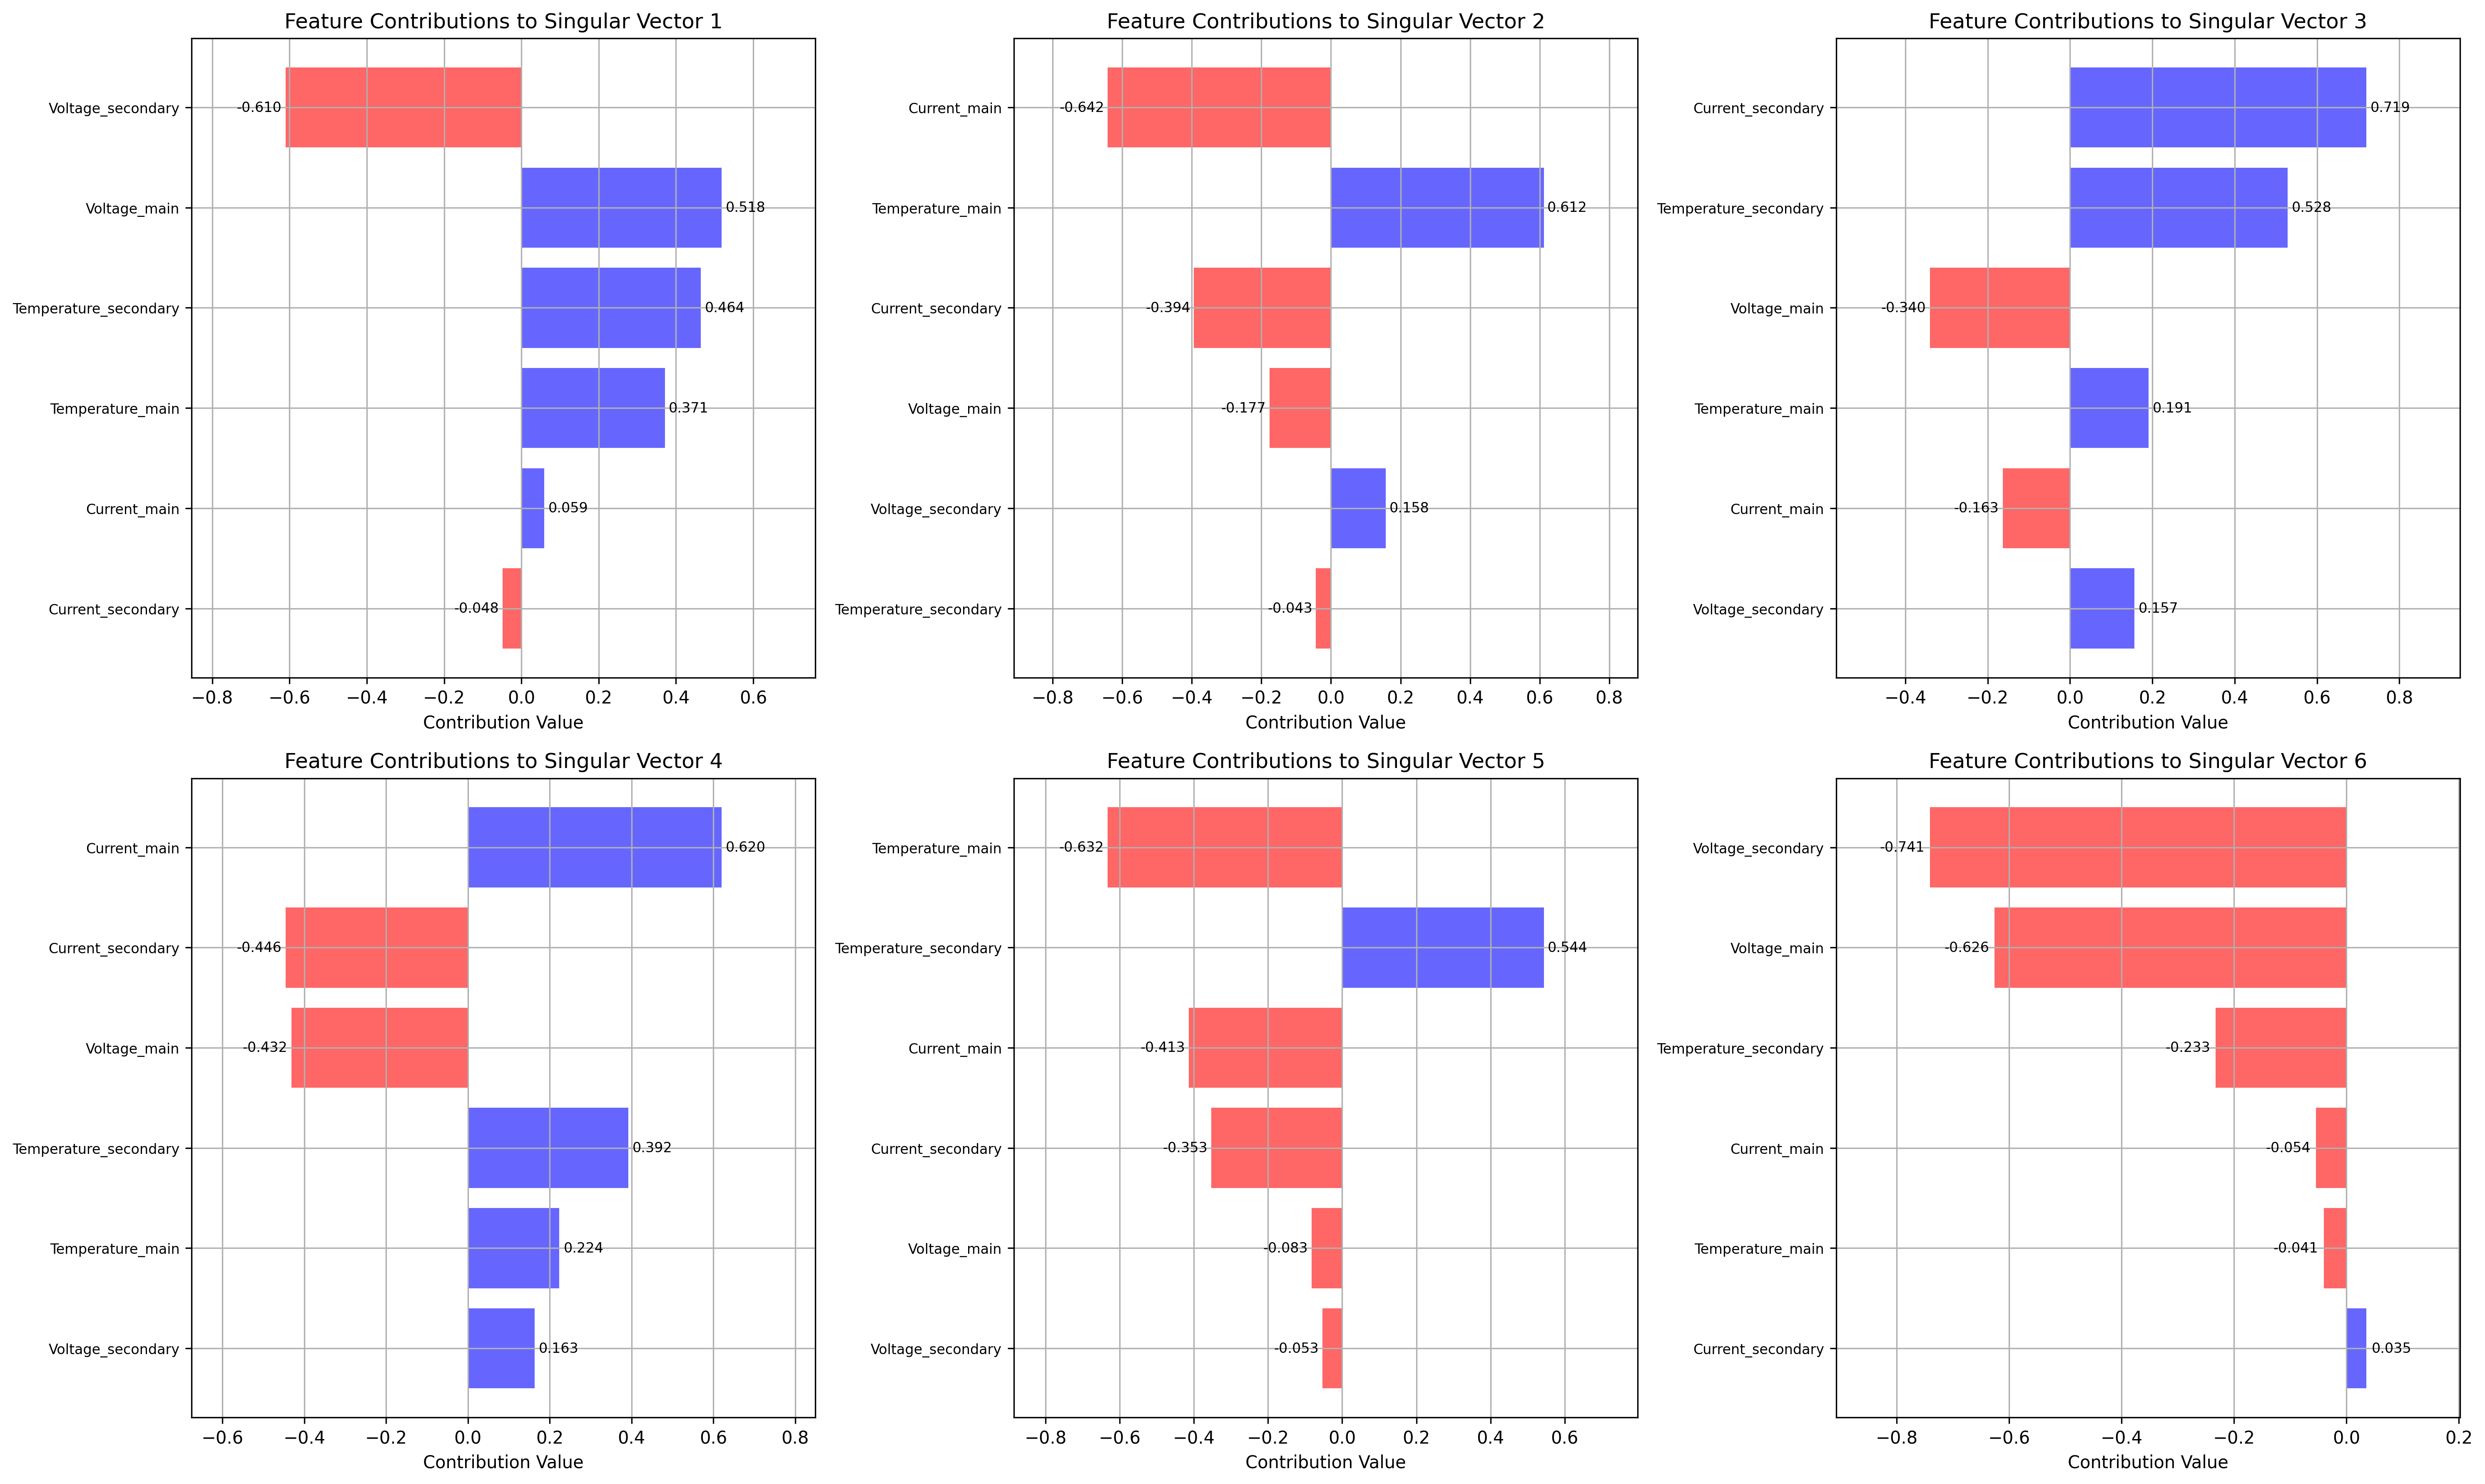 Feature Contributions to Singular Vector 1
Voltage_secondary
-0.610
Voltage_main
0.518
Temperature_secondary
0.464
Temperature_main
0.371
Current_main
0.059
Current_secondary
-0.048
−0.8 −0.6 −0.4 −0.2 0.0 0.2 0.4 0.6
Contribution Value
Feature Contributions to Singular Vector 2
Current_main
-0.642
Temperature_main
0.612
Current_secondary
-0.394
Voltage_main
-0.177
Voltage_secondary
0.158
Temperature_secondary
-0.043
−0.8 −0.6 −0.4 −0.2 0.0 0.2 0.4 0.6 0.8
Contribution Value
Feature Contributions to Singular Vector 3
Current_secondary
0.719
Temperature_secondary
0.528
Voltage_main
-0.340
Temperature_main
0.191
Current_main
-0.163
Voltage_secondary
0.157
−0.4 −0.2 0.0 0.2 0.4 0.6 0.8
Contribution Value
Feature Contributions to Singular Vector 4
Current_main
0.620
Current_secondary
-0.446
Voltage_main
-0.432
Temperature_secondary
0.392
Temperature_main
0.224
Voltage_secondary
0.163
−0.6 −0.4 −0.2 0.0 0.2 0.4 0.6 0.8
Contribution Value
Feature Contributions to Singular Vector 5
Temperature_main
-0.632
Temperature_secondary
0.544
Current_main
-0.413
Current_secondary
-0.353
Voltage_main
-0.083
Voltage_secondary
-0.053
−0.8 −0.6 −0.4 −0.2 0.0 0.2 0.4 0.6
Contribution Value
Feature Contributions to Singular Vector 6
Voltage_secondary
-0.741
Voltage_main
-0.626
Temperature_secondary
-0.233
Current_main
-0.054
Temperature_main
-0.041
Current_secondary
0.035
−0.8 −0.6 −0.4 −0.2 0.0 0.2
Contribution Value